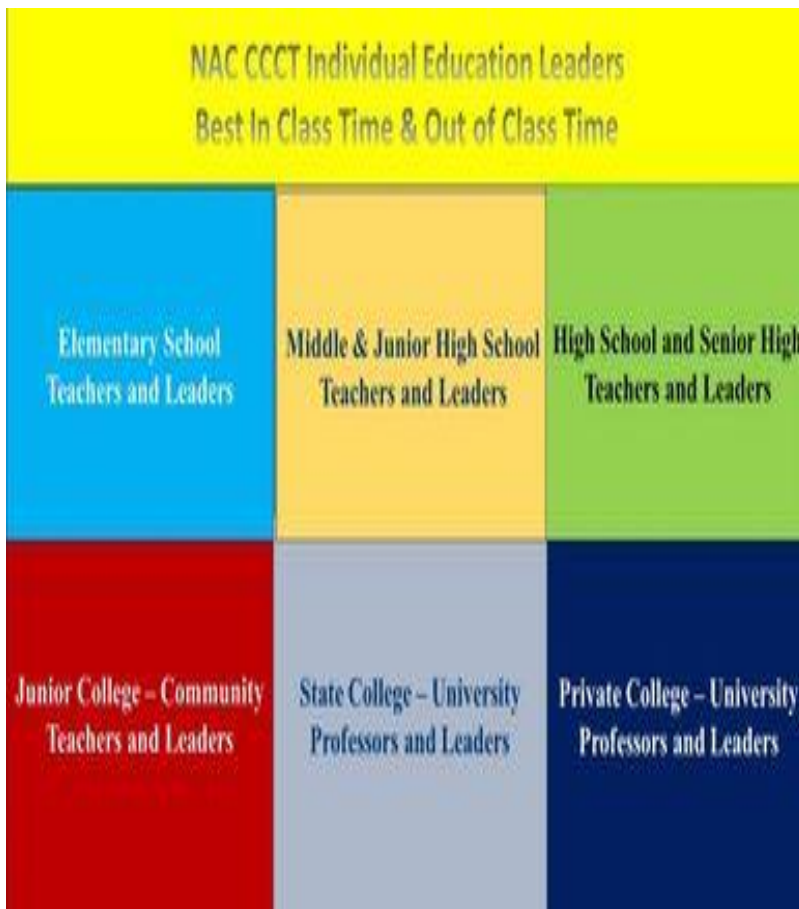 NAC CCCT Individual Education Leaders
Best In Class Time & Out of Class Time
Elementary School
Teachers and Leaders
Middle & Junior High School
Teachers and Leaders
High School and Senior High
Teachers and Leaders
Junior College – Community
Teachers and Leaders
State College – University
Professors and Leaders
Private College – University
Professors and Leaders